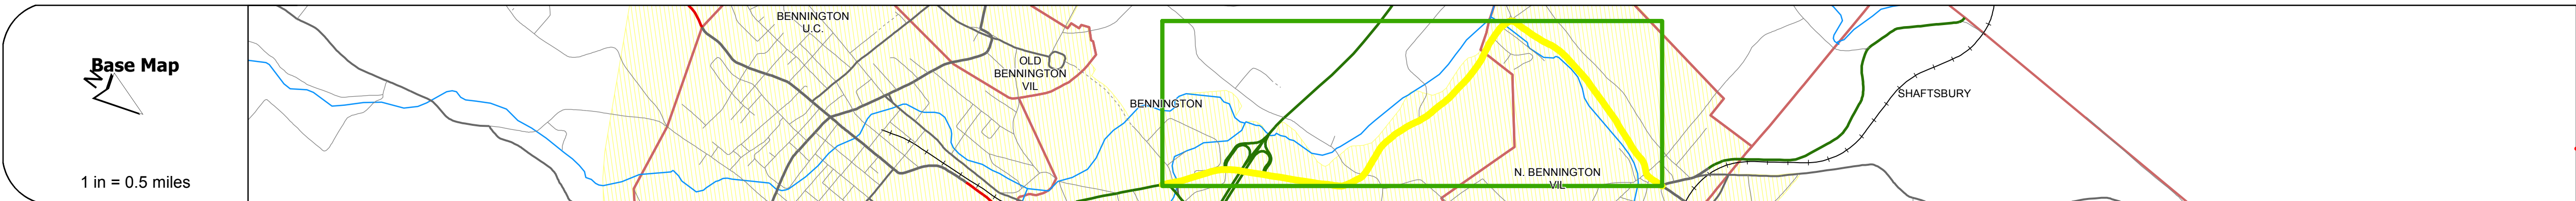 Base Map
N
1 in = 0.5 miles
BENNINGTON
U.C.
OLD
BENNINGTON
VIL
BENNINGTON
N. BENNINGTON
VIL
SHAFTSBURY